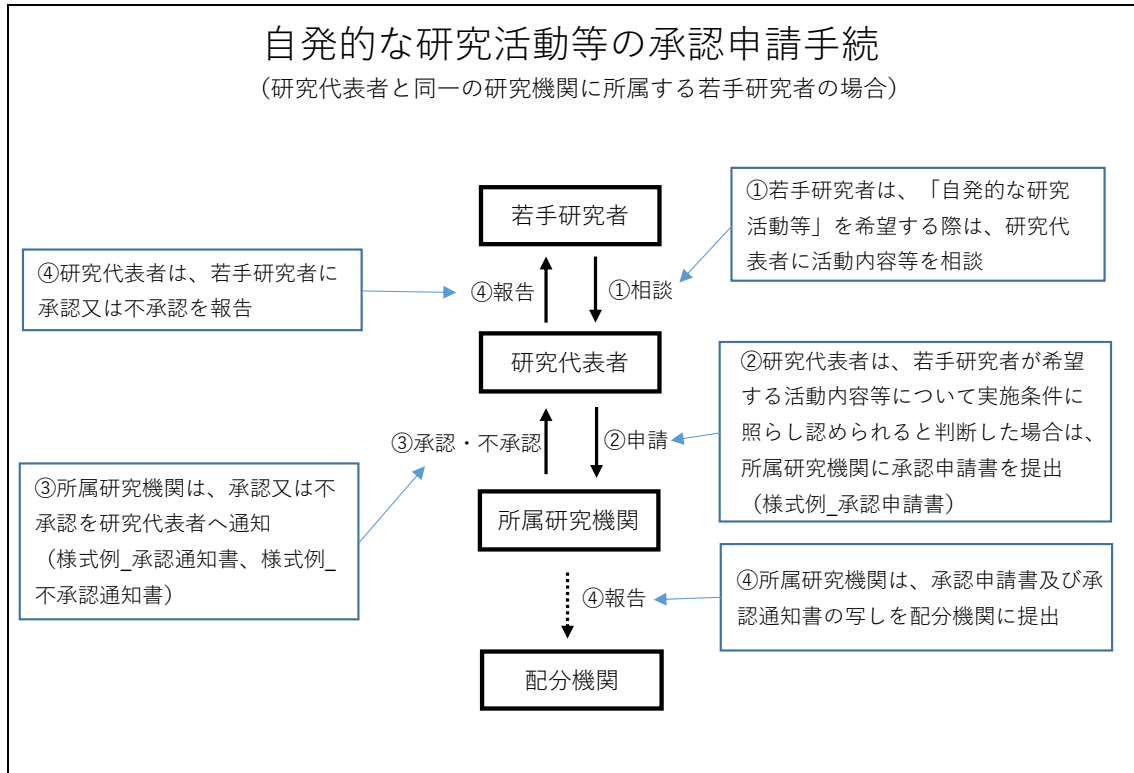 自発的な研究活動等の承認申請手続
(研究代表者と同一の研究機関に所属する若手研究者の場合)
若手研究者
①若手研究者は、「自発的な研究
活動等」を希望する際は、研究代
表者に活動内容等を相談
④研究代表者は、若手研究者に
承認又は不承認を報告
④報告
①相談
研究代表者
②研究代表者は、若手研究者が希望
する活動内容等について実施条件に
照らし認められると判断した場合は、
所属研究機関に承認申請書を提出
(様式例_承認申請書)
③承認・不承認
②申請
③所属研究機関は、承認又は不
承認を研究代表者へ通知
(様式例_承認通知書、様式例_
不承認通知書)
所属研究機関
④報告
④所属研究機関は、承認申請書及び承
認通知書の写しを配分機関に提出
配分機関